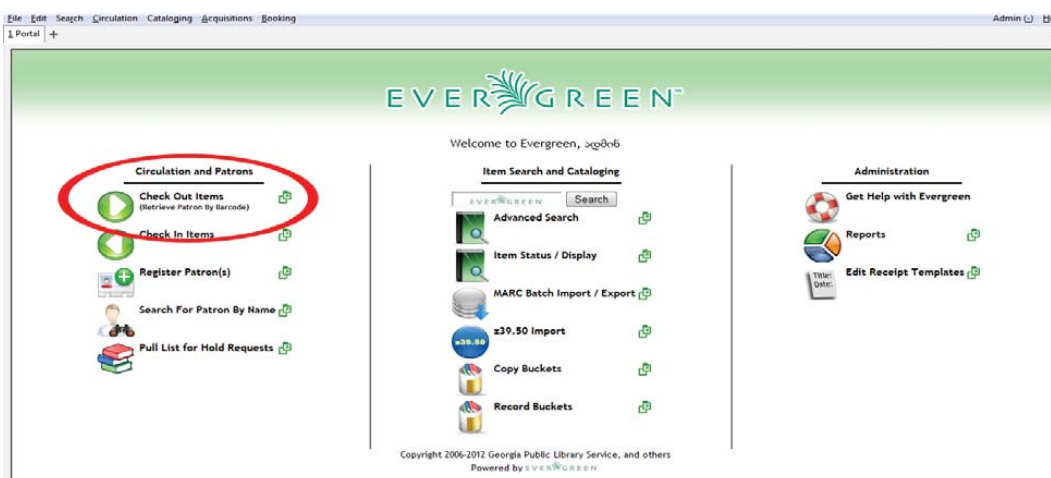 File Edit Search Circulation Cataloging Acquisitions Booking
Admin (-)
1 Portal +
EVERGREEN™
Welcome to Evergreen, ადმინ
Circulation and Patrons
Check Out Items
(Retrieve Patron By Barcode)
Check In Items
Register Patron(s)
Search For Patron By Name
Pull List for Hold Requests
Item Search and Cataloging
EVERGREEN
Search
Advanced Search
Item Status / Display
MARC Batch Import / Export
z39.50
z39.50 Import
Copy Buckets
Record Buckets
Administration
Get Help with Evergreen
Reports
Title:
Date:
Edit Receipt Templates
Copyright 2006-2012 Georgia Public Library Service, and others
Powered by EVERGREEN